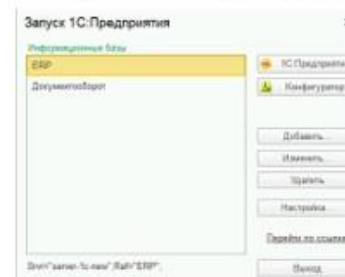 Запуск 1С:Предприятия
Информационные базы
ERP
Документооборот
1С:Предприятие
Конфигуратор
Добавить...
Изменить...
Удалить
Настройка...
Перейти по ссылке
Выход
Srvr="server-1c-new";Ref="ERP";